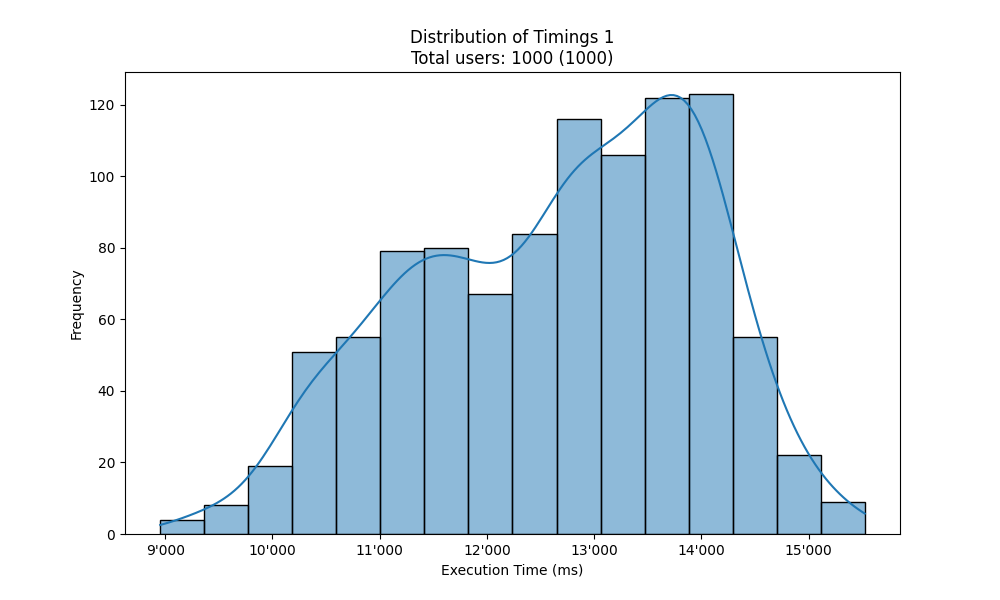 Distribution of Timings 1
Total users: 1000 (1000)
120
100
80
60
40
20
0
Frequency
9'000 10'000 11'000 12'000 13'000 14'000 15'000
Execution Time (ms)